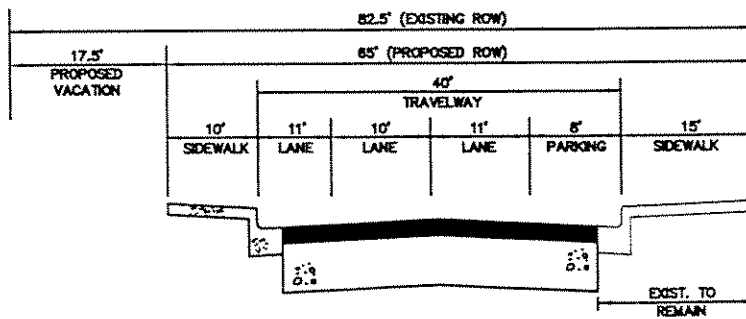 82.5' (EXISTING ROW)
17.5'
PROPOSED
VACATION
65' (PROPOSED ROW)
40'
TRAVELWAY
10'
SIDEWALK
11'
LANE
10'
LANE
11'
LANE
8'
PARKING
15'
SIDEWALK
EXIST. TO
REMAIN